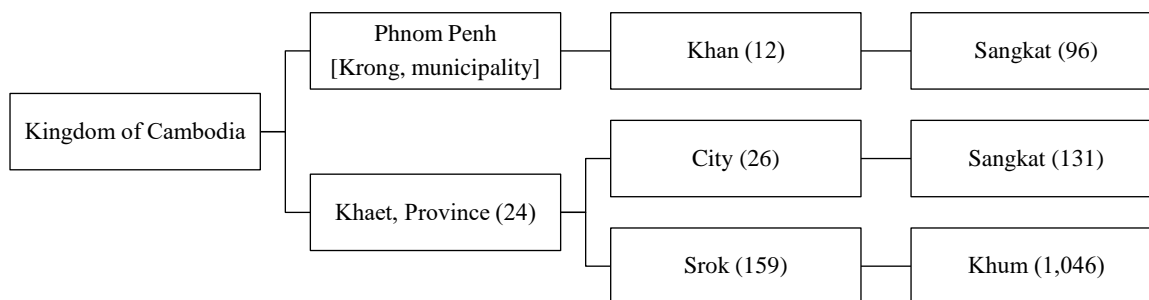 Kingdom of Cambodia
Phnom Penh
[Krong, municipality]
Khan (12)
Sangkat (96)
Khaet, Province (24)
City (26)
Sangkat (131)
Srok (159)
Khum (1,046)